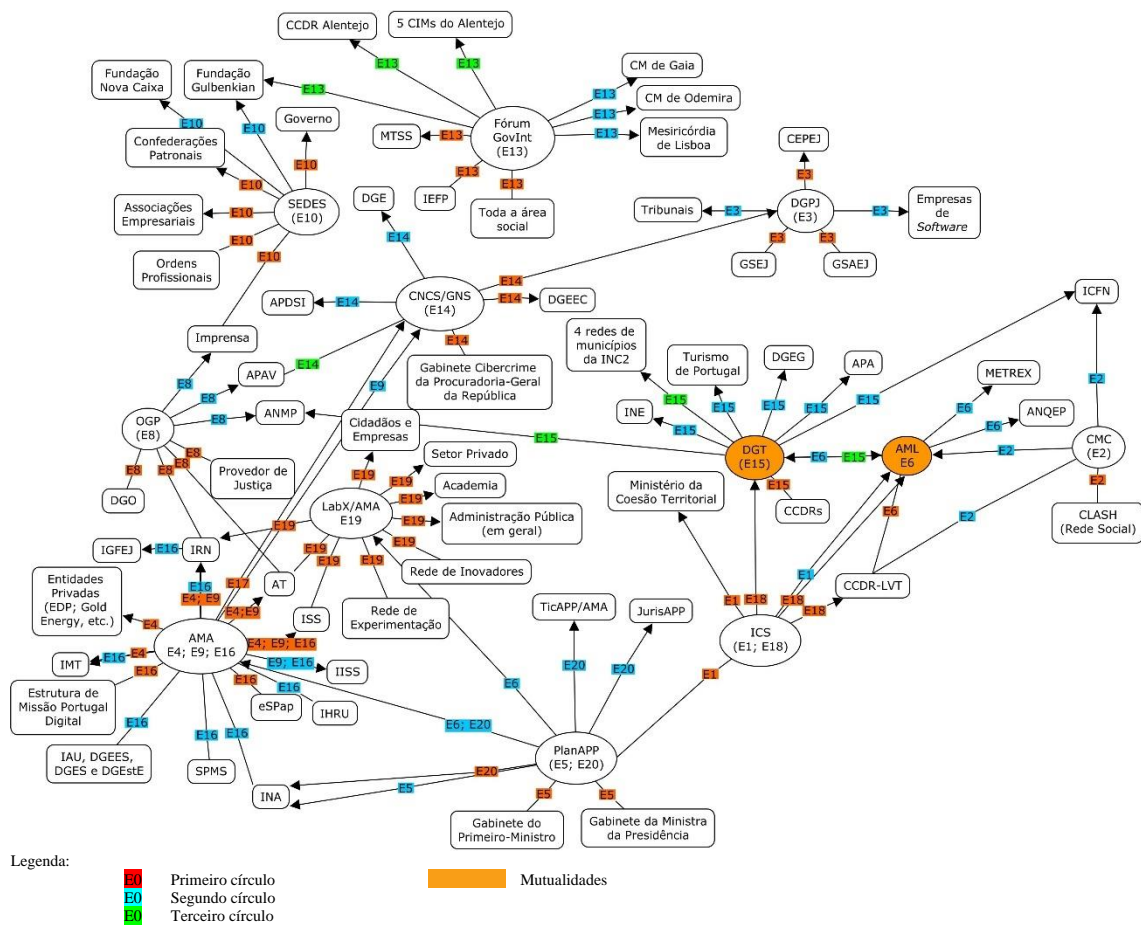 CCDR Alentejo
5 CIMs do Alentejo
Fundação
Nova Caixa
Fundação
Gulbenkian
E13
E13
E13
CM de Gaia
E13
CM de Odemira
E13
E13
Mesiricórdia
de Lisboa
Governo
E10
E10
E10
Confederações
Patronais
E10
MTSS
E13
Fórum
GovInt
(E13)
E13
IEFP
E13
Toda a área
social
CEPEJ
E3
Associações
Empresariais
E10
SEDES
(E10)
E10
E10
Ordens
Profissionais
DGE
E14
Tribunais
E3
DGPJ
(E3)
E3
Empresas
de
Software
E3
E3
GSEJ
GSAEJ
APDSI
E14
CNCS/GNS
(E14)
E14
E14
DGEEC
E14
Gabinete Cibercrime
da Procuradoria-Geral
da República
ICFN
Imprensa
E8
APAV
E14
E9
E8
E8
ANMP
OGP
(E8)
E8
E8
E8
DGO
Provedor de
Justiça
4 redes de
municípios
da INC2
Turismo
de Portugal
DGEG
APA
METREX
INE
E15
E15
E15
E15
E15
E15
E15
E2
E6
ANQEP
E6
DGT
(E15)
E6
E15
AML
E6
E2
CMC
(E2)
E15
CCDRs
E2
CLASH
(Rede Social)
E6
E2
Cidadãos e
Empresas
E19
Setor Privado
E19
Academia
E19
LabX/AMA
E19
E19
Administração Pública
(em geral)
E19
Rede de Inovadores
E19
E19
E19
E19
Rede de
Experimentação
Ministério da
Coesão Territorial
E1
E18
E1
E18
E18
CCDR-LVT
ICS
(E1; E18)
E1
IGFEJ
E16
IRN
E16
E4; E9
E17
AT
E4;E9
ISS
Entidades
Privadas
(EDP; Gold
Energy, etc.)
E4
AMA
E4; E9; E16
E4; E9; E16
E4
IMT
E16
E9; E16
IISS
E16
E16
E16
Estrutura de
Missão Portugal
Digital
eSPap
IHRU
E16
E16
E16
IAU, DGEES,
DGES e DGEstE
SPMS
INA
TicAPP/AMA
JurisAPP
E20
E20
E6
E6; E20
PlanAPP
(E5; E20)
E20
E5
E5
E5
Gabinete do
Primeiro-Ministro
Gabinete da Ministra
da Presidência
Legenda:
E0 Primeiro círculo
E0 Segundo círculo
E0 Terceiro círculo
Mutualidades